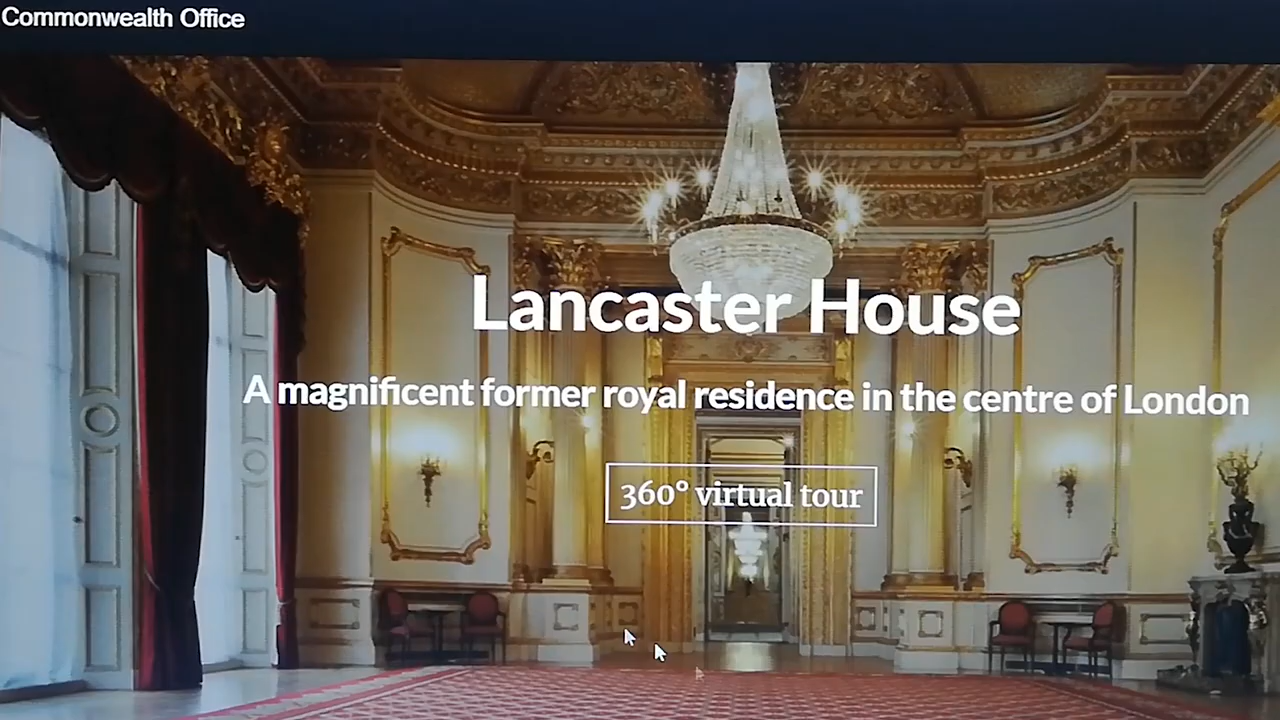 Commonwealth Office
Lancaster House
A magnificent former royal residence in the centre of London
360° virtual tour